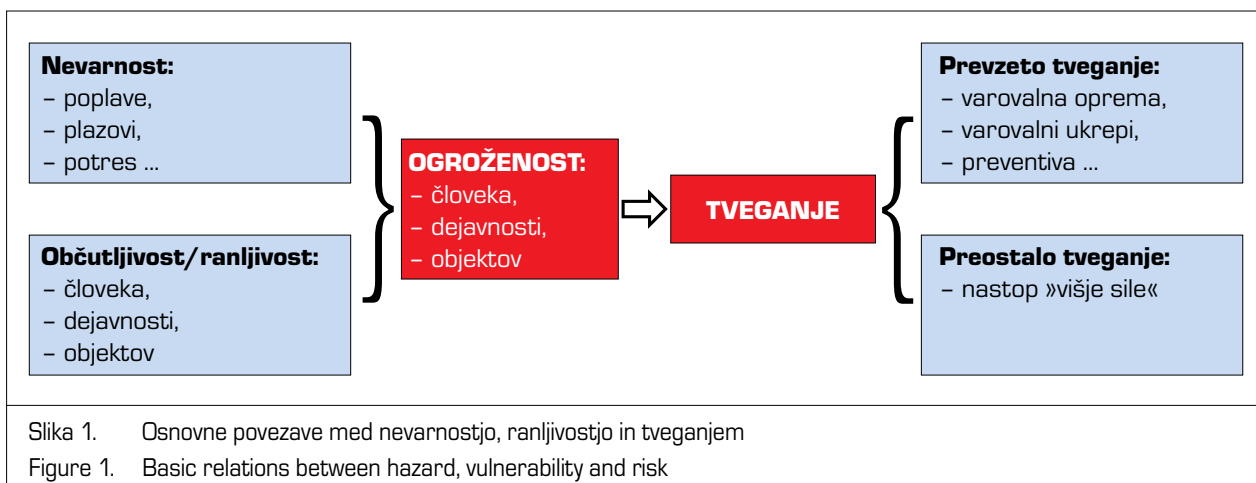 Nevarnost:
– poplave,
– plazovi,
– potres ...
Občutljivost/ranljivost:
– človeka,
– dejavnosti,
– objektov
OGROŽENOST:
– človeka,
– dejavnosti,
– objektov
TVEGANJE
Prevzeto tveganje:
– varovalna oprema,
– varovalni ukrepi,
– preventiva ...
Preostalo tveganje:
– nastop »višje sile«
Slika 1. Osnovne povezave med nevarnostjo, ranljivostjo in tveganjem
Figure 1. Basic relations between hazard, vulnerability and risk